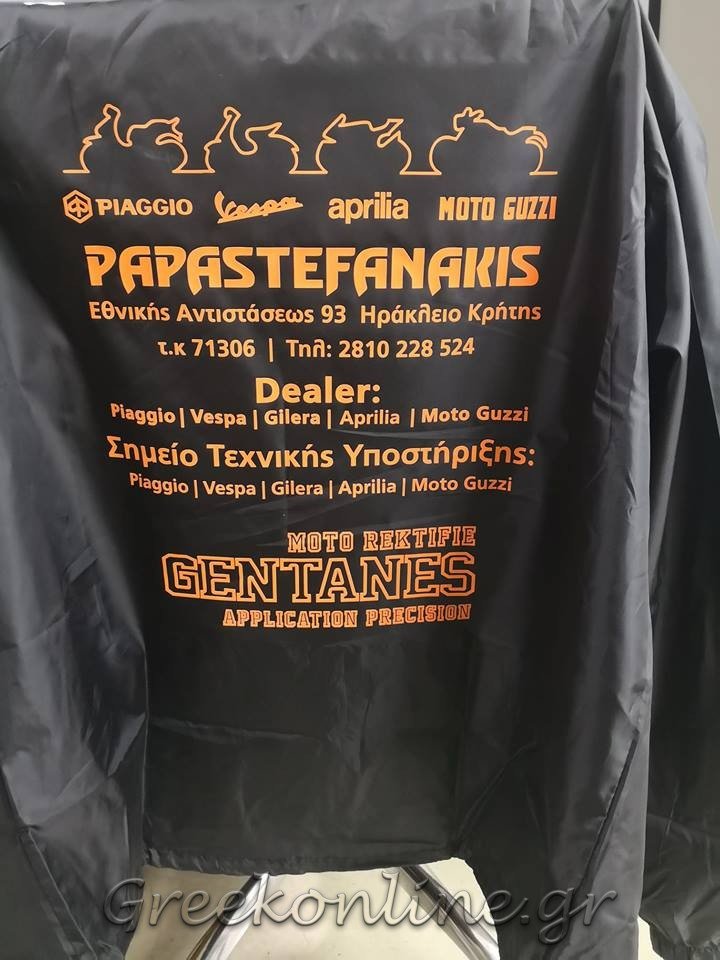 PIAGGIO Vespa aprilia MOTO GUZZI
PAPASTEFANAKIS
Εθνικής Αντιστάσεως 93 Ηράκλειο Κρήτης
τ.κ 71306 | Τηλ: 2810 228 524
Dealer:
Piaggio | Vespa | Gilera | Aprilia | Moto Guzzi
Σημείο Τεχνικής Υποστήριξης:
Piaggio | Vespa | Gilera | Aprilia | Moto Guzzi
MOTO REKTIFIE
GENTANES
APPLICATION PRECISION
Greekonline.gr